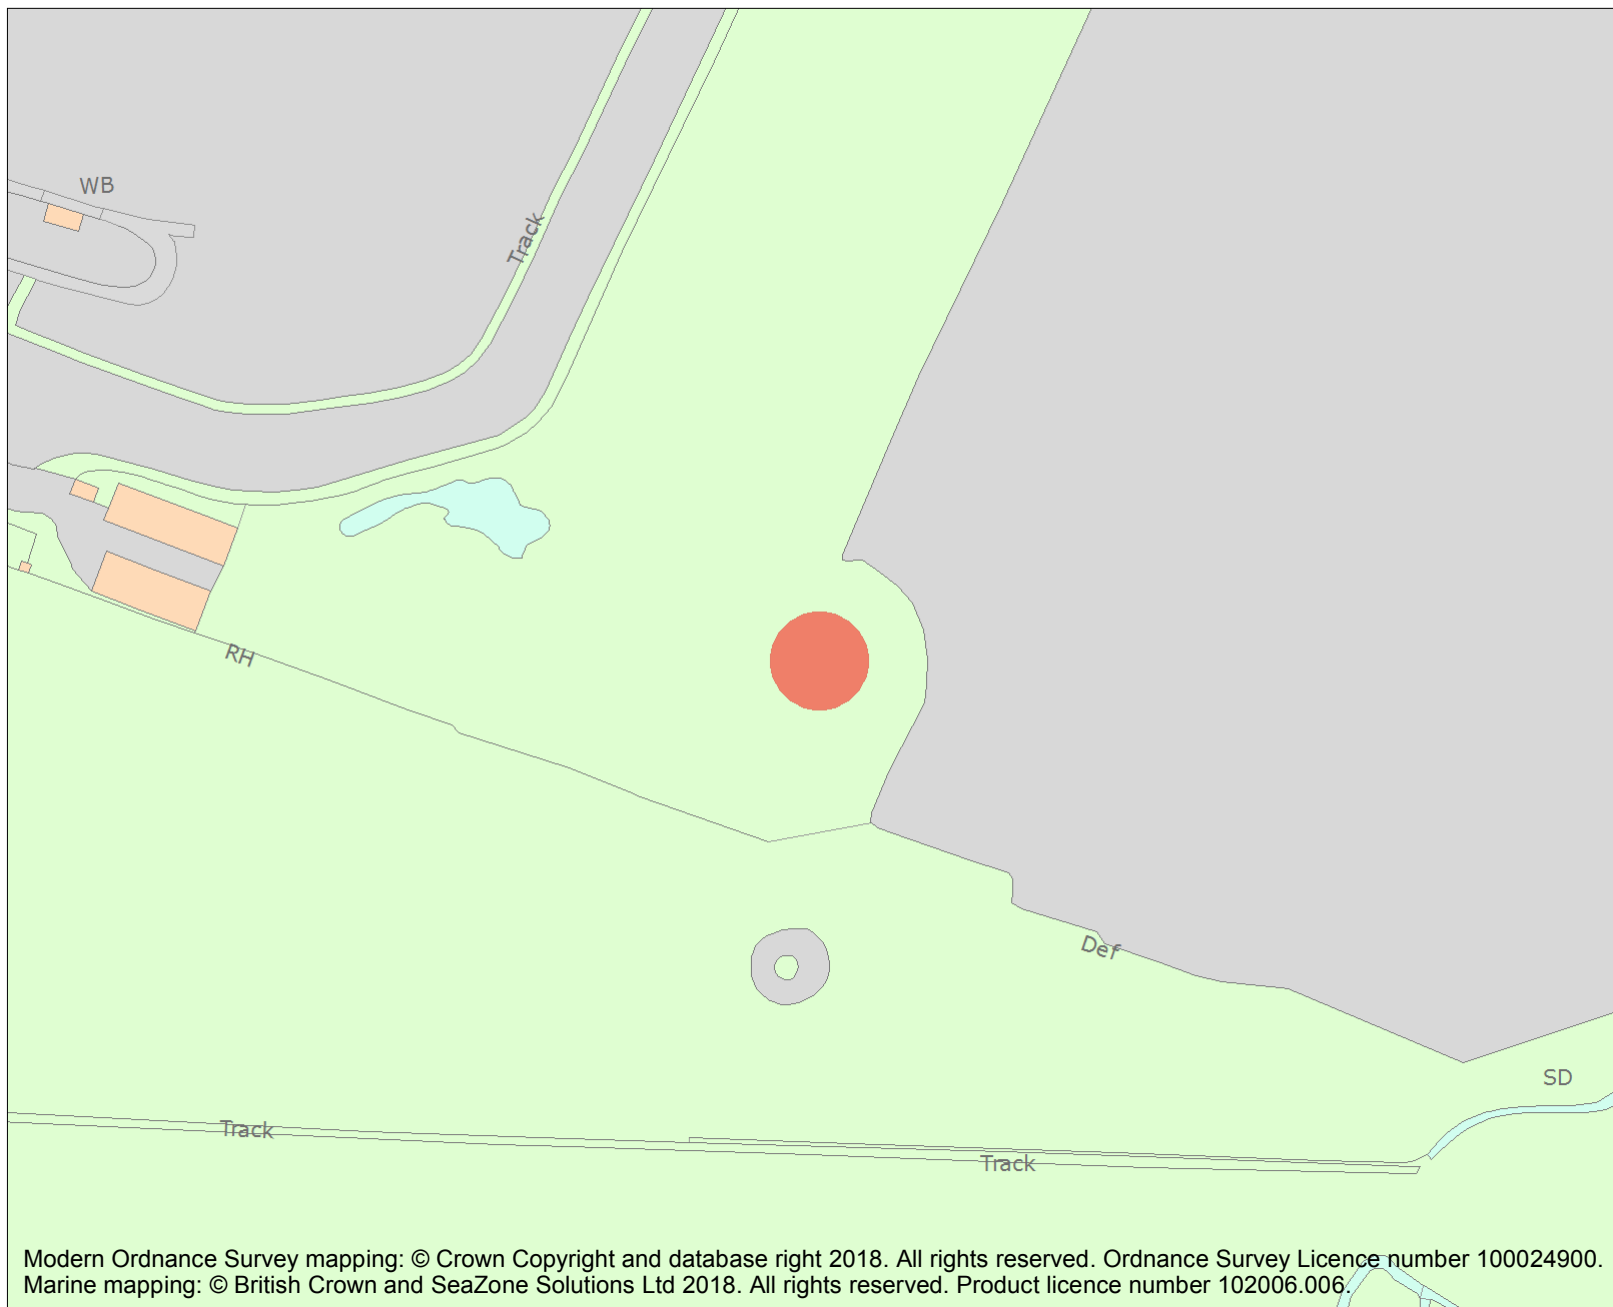 WB
Track
RH
Def
SD
Track
Track
Modern Ordnance Survey mapping: © Crown Copyright and database right 2018. All rights reserved. Ordnance Survey Licence number 100024900.
Marine mapping: © British Crown and SeaZone Solutions Ltd 2018. All rights reserved. Product licence number 102006.006.